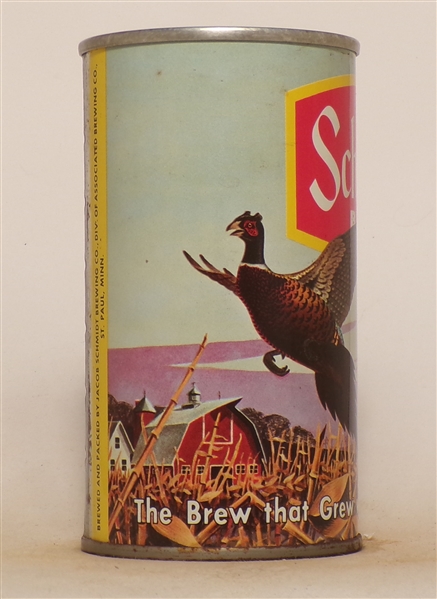 BREWED AND PACKED BY JACOB SCHMIDT BREWING CO., DIV. OF ASSOCIATED BREWING CO.,
ST. PAUL, MINN.
Sc
The Brew that Grew